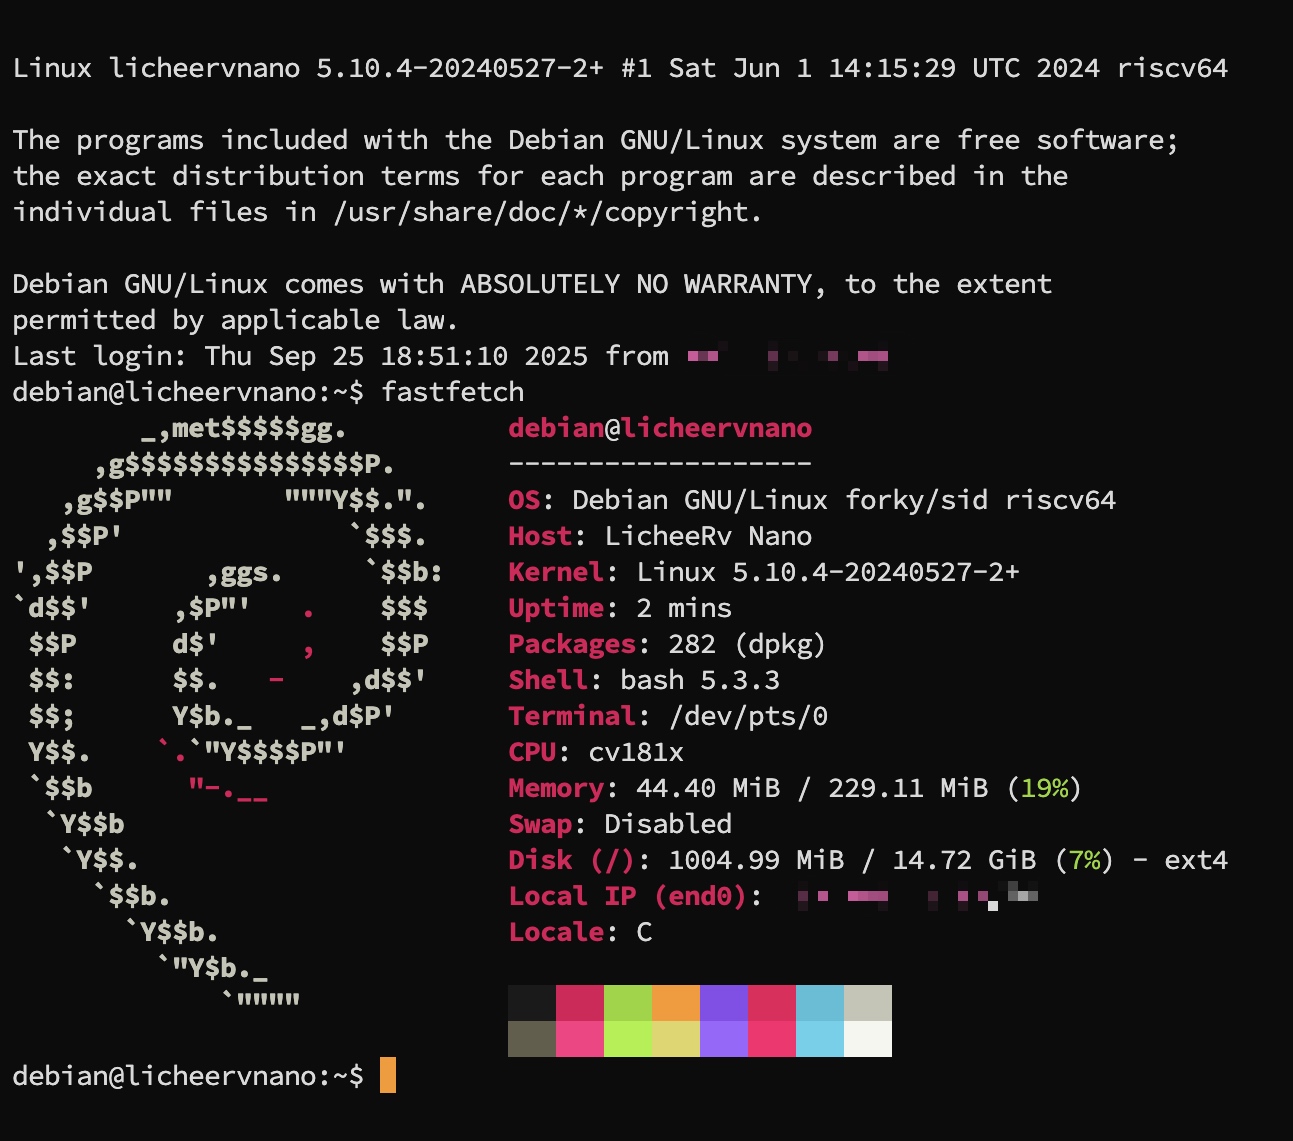 Linux licheervnano 5.10.4-20240527-2+ #1 Sat Jun 1 14:15:29 UTC 2024 riscv64
The programs included with the Debian GNU/Linux system are free software;
the exact distribution terms for each program are described in the
individual files in /usr/share/doc/*/copyright.
Debian GNU/Linux comes with ABSOLUTELY NO WARRANTY, to the extent
permitted by applicable law.
Last login: Thu Sep 25 18:51:10 2025 from
debian@licheervnano:~$ fastfetch
        _,met$$$$$gg.          debian@licheervnano
     ,g$$$$$$$$$$$$$$$P.       -------------------
   ,g$$P""       """Y$$.".     OS: Debian GNU/Linux forky/sid riscv64
  ,$$P'              `$$$.     Host: LicheeRv Nano
',$$P       ,ggs.     `$$b:    Kernel: Linux 5.10.4-20240527-2+
`d$$'     ,$P"'   .    $$$     Uptime: 2 mins
 $$P      d$'     ,    $$P     Packages: 282 (dpkg)
 $$:      $$.   -    ,d$$'     Shell: bash 5.3.3
 $$;      Y$b._   _,d$P'       Terminal: /dev/pts/0
 Y$$.    `.`"Y$$$$P"'          CPU: cv181x
 `$$b      "-.__               Memory: 44.40 MiB / 229.11 MiB (19%)
  `Y$$b                        Swap: Disabled
   `Y$$.                       Disk (/): 1004.99 MiB / 14.72 GiB (7%) - ext4
     `$$b.                     Local IP (end0):
       `Y$$b.                  Locale: C
         `"Y$b._
             `""""
debian@licheervnano:~$